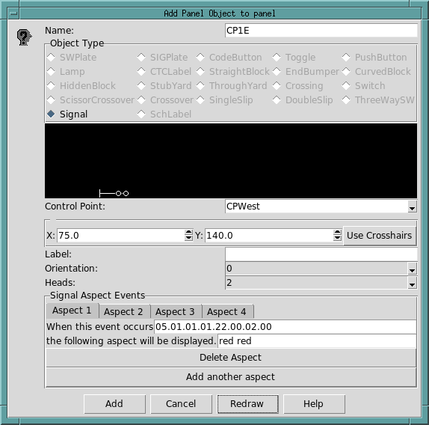 Add Panel Object to panel
Name: CP1E
Object Type
SWPlate SIGPlate CodeButton Toggle PushButton
Lamp CTCLabel StraightBlock EndBumper CurvedBlock
HiddenBlock StubYard ThroughYard Crossing Switch
ScissorCrossover Crossover SingleSlip DoubleSlip ThreeWaySW
Signal SchLabel
Control Point: CPWest
X: 75.0 Y: 140.0 Use Crosshairs
Label:
Orientation: 0
Heads: 2
Signal Aspect Events
Aspect 1 Aspect 2 Aspect 3 Aspect 4
When this event occurs 05.01.01.01.22.00.02.00
the following aspect will be displayed. red red
Delete Aspect
Add another aspect
Add Cancel Redraw Help